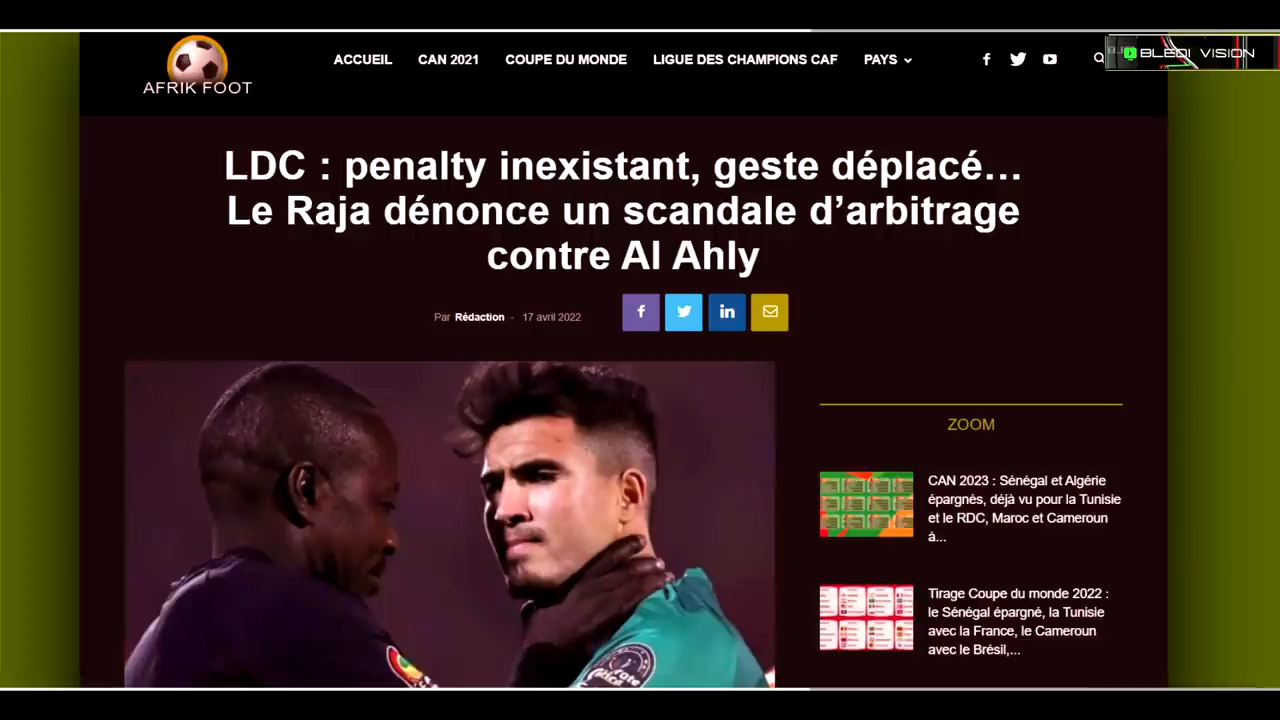 AFRIK FOOT
ACCUEIL
CAN 2021
COUPE DU MONDE
LIGUE DES CHAMPIONS CAF
PAYS
BLEDI VISION
LDC : penalty inexistant, geste déplacé…
Le Raja dénonce un scandale d’arbitrage
contre Al Ahly
Par Rédaction - 17 avril 2022
ZOOM
CAN 2023 : Sénégal et Algérie
épargnés, déjà vu pour la Tunisie
et le RDC, Maroc et Cameroun
à...
Tirage Coupe du monde 2022 :
le Sénégal épargné, la Tunisie
avec la France, le Cameroun
avec le Brésil,...